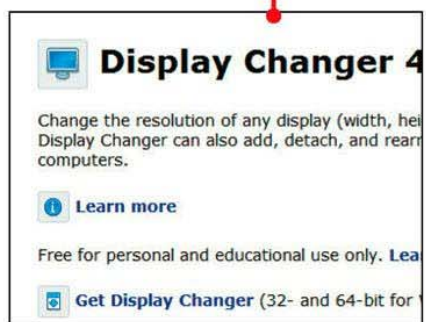 Display Changer 4
Change the resolution of any display (width, hei
Display Changer can also add, detach, and rearr
computers.
Learn more
Free for personal and educational use only. Lea
Get Display Changer (32- and 64-bit for